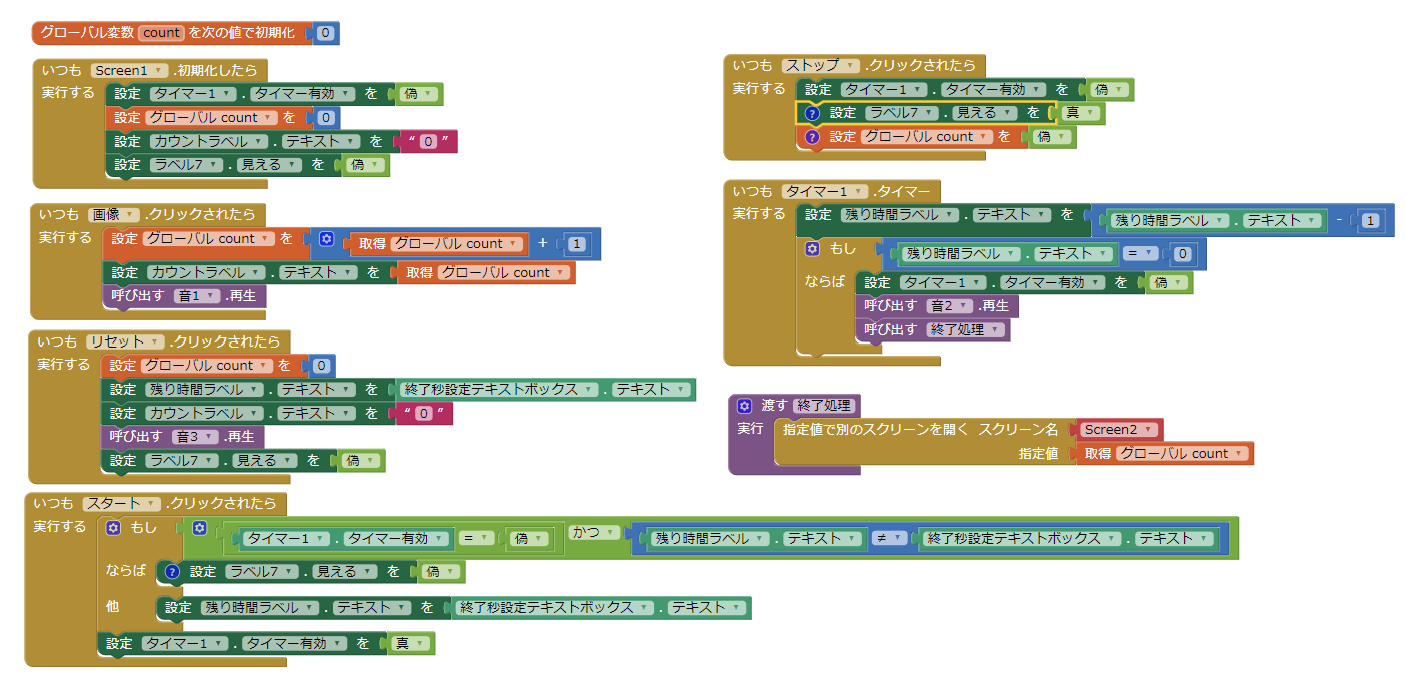 グローバル変数 count を次の値で初期化 0
いつも Screen1 .初期化したら
実行する 設定 タイマー1 . タイマー有効 を 偽
設定 グローバル count を 0
設定 カウントラベル . テキスト を “ 0 ”
設定 ラベル7 . 見える を 偽
いつも 画像 .クリックされたら
実行する 設定 グローバル count を 取得 グローバル count + 1
設定 カウントラベル . テキスト を 取得 グローバル count
呼び出す 音1 .再生
いつも リセット .クリックされたら
実行する 設定 グローバル count を 0
設定 残り時間ラベル . テキスト を 終了秒設定テキストボックス . テキスト
設定 カウントラベル . テキスト を “ 0 ”
呼び出す 音3 .再生
設定 ラベル7 . 見える を 偽
いつも スタート .クリックされたら
実行する もし タイマー1 . タイマー有効 = 偽 かつ 残り時間ラベル . テキスト ≠ 終了秒設定テキストボックス . テキスト
ならば ? 設定 ラベル7 . 見える を 偽
他 設定 残り時間ラベル . テキスト を 終了秒設定テキストボックス . テキスト
設定 タイマー1 . タイマー有効 を 真
いつも ストップ .クリックされたら
実行する 設定 タイマー1 . タイマー有効 を 偽
? 設定 ラベル7 . 見える を 真
? 設定 グローバル count を 偽
いつも タイマー1 .タイマー
実行する 設定 残り時間ラベル . テキスト を 残り時間ラベル . テキスト - 1
もし 残り時間ラベル . テキスト = 0
ならば 設定 タイマー1 . タイマー有効 を 偽
呼び出す 音2 .再生
呼び出す 終了処理
渡す 終了処理
実行 指定値で別のスクリーンを開く スクリーン名 Screen2
指定値 取得 グローバル count